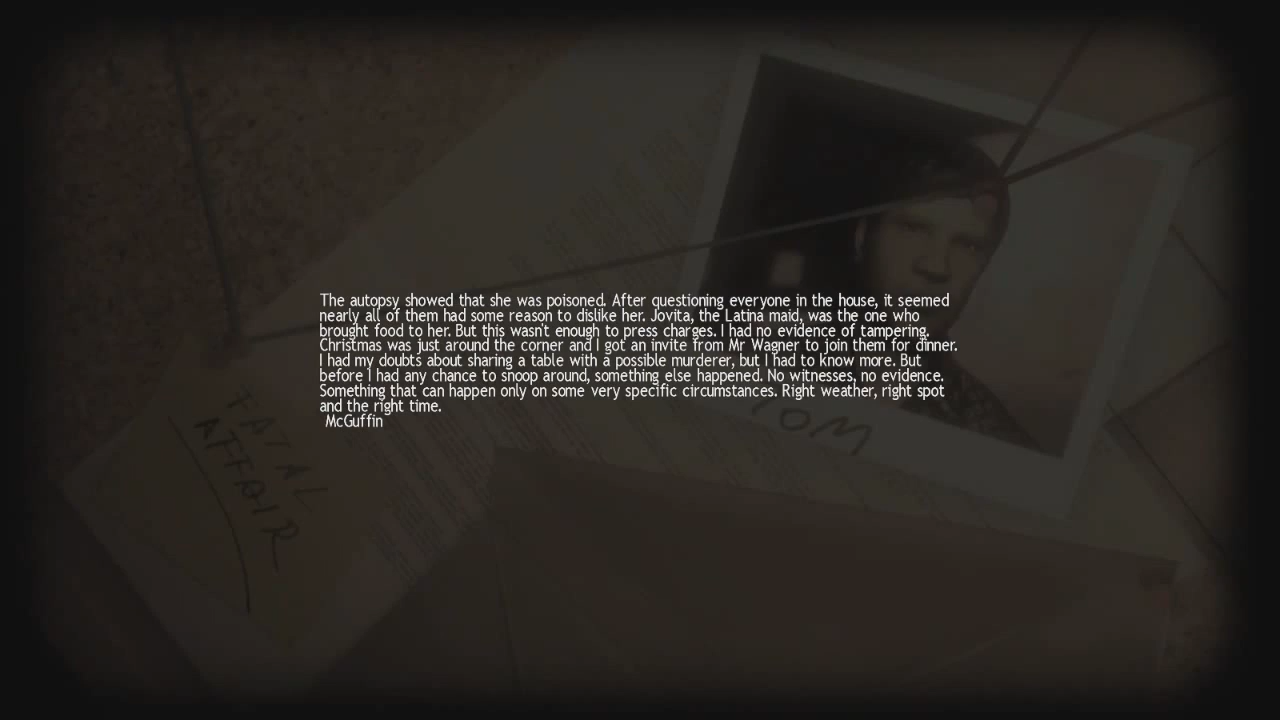 The autopsy showed that she was poisoned. After questioning everyone in the house, it seemed
nearly all of them had some reason to dislike her. Jovita, the Latina maid, was the one who
brought food to her. But this wasn't enough to press charges. I had no evidence of tampering.
Christmas was just around the corner and I got an invite from Mr Wagner to join them for dinner.
I had my doubts about sharing a table with a possible murderer, but I had to know more. But
before I had any chance to snoop around, something else happened. No witnesses, no evidence.
Something that can happen only on some very specific circumstances. Right weather, right spot
and the right time.
McGuffin
TOM
FATAL
AFFAIR